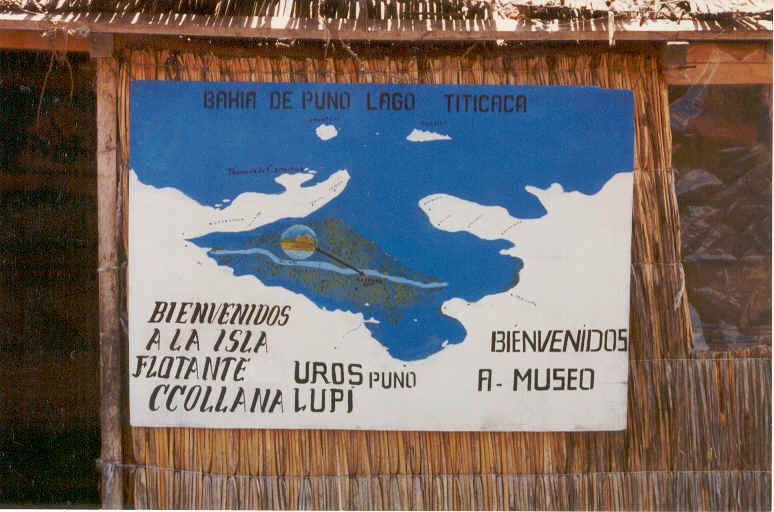 BAHIA DE PUNO LAGO TITICACA
BIENVENIDOS
A LA ISLA
FLOTANTE
CCOLLANA
UROS PUNO
LUPI
BIENVENIDOS
A- MUSEO